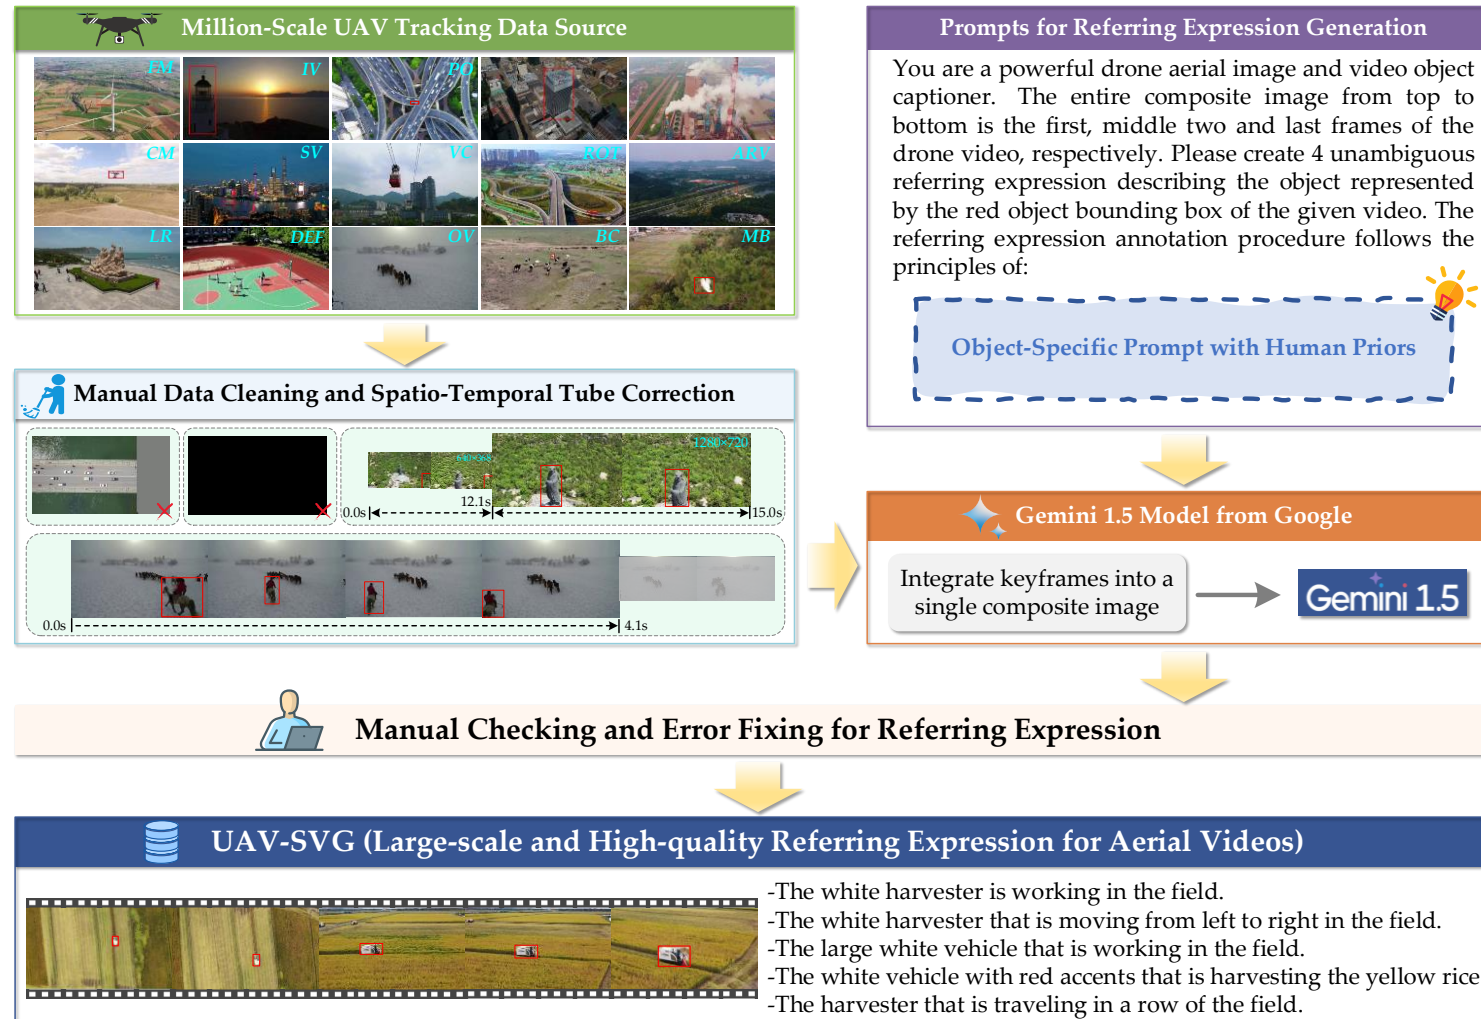 Million-Scale UAV Tracking Data Source
FM
IV
PO
CM
SV
VC
ROT
ARV
LR
DEF
OV
BC
MB
Manual Data Cleaning and Spatio-Temporal Tube Correction
1280×720
12.1s
0.0s
15.0s
0.0s
4.1s
Prompts for Referring Expression Generation
You are a powerful drone aerial image and video object
captioner. The entire composite image from top to
bottom is the first, middle two and last frames of the
drone video, respectively. Please create 4 unambiguous
referring expression describing the object represented
by the red object bounding box of the given video. The
referring expression annotation procedure follows the
principles of:
Object-Specific Prompt with Human Priors
Gemini 1.5 Model from Google
Integrate keyframes into a
single composite image
Gemini 1.5
Manual Checking and Error Fixing for Referring Expression
UAV-SVG (Large-scale and High-quality Referring Expression for Aerial Videos)
-The white harvester is working in the field.
-The white harvester that is moving from left to right in the field.
-The large white vehicle that is working in the field.
-The white vehicle with red accents that is harvesting the yellow rice
-The harvester that is traveling in a row of the field.